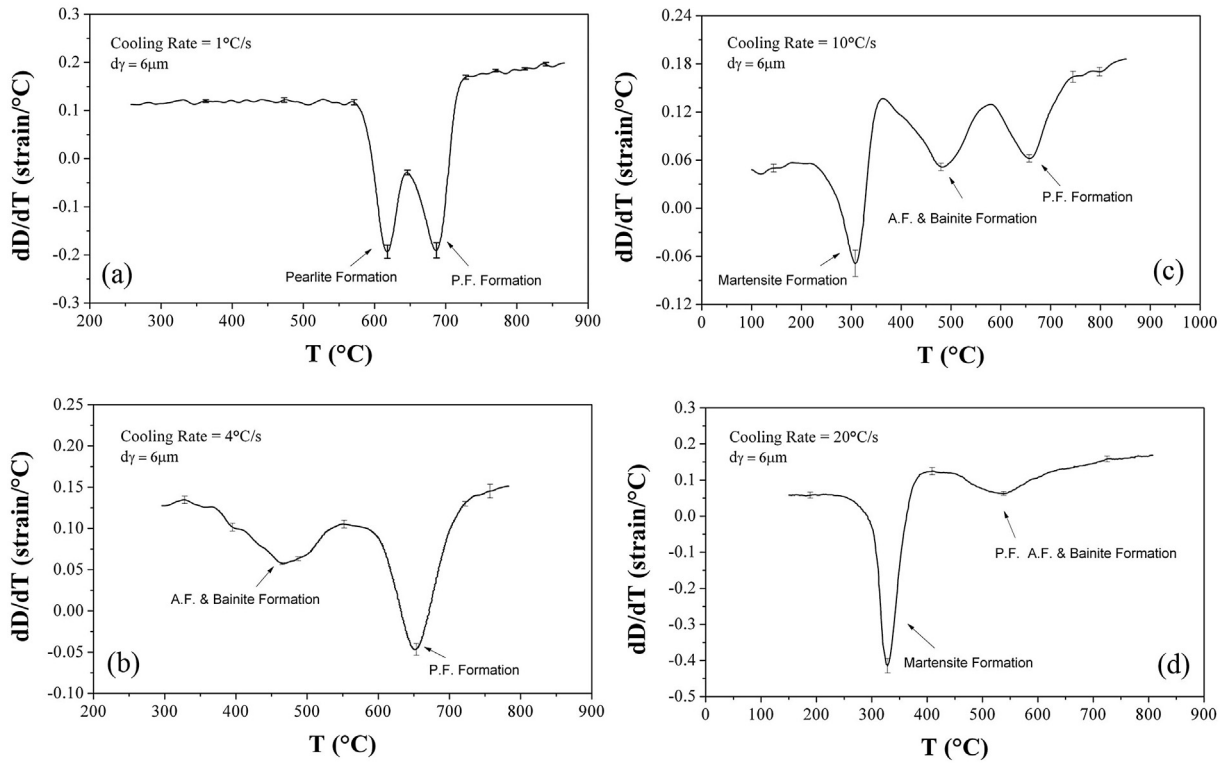 0.3
0.2
0.1
0.0
-0.1
-0.2
-0.3
dD/dT (strain/°C)
Cooling Rate = 1°C/s
dγ = 6μm
Pearlite Formation
P.F. Formation
(a)
200 300 400 500 600 700 800 900
T (°C)
0.24
0.18
0.12
0.06
0.00
-0.06
-0.12
dD/dT (strain/°C)
Cooling Rate = 10°C/s
dγ = 6μm
P.F. Formation
A.F. & Bainite Formation
Martensite Formation
(c)
0 100 200 300 400 500 600 700 800 900 1000
T (°C)
0.25
0.20
0.15
0.10
0.05
0.00
-0.05
-0.10
dD/dT (strain/°C)
Cooling Rate = 4°C/s
dγ = 6μm
A.F. & Bainite Formation
P.F. Formation
(b)
200 300 400 500 600 700 800 900
T (°C)
0.3
0.2
0.1
0.0
-0.1
-0.2
-0.3
-0.4
-0.5
dD/dT (strain/°C)
Cooling Rate = 20°C/s
dγ = 6μm
P.F. A.F. & Bainite Formation
Martensite Formation
(d)
0 100 200 300 400 500 600 700 800 900
T (°C)